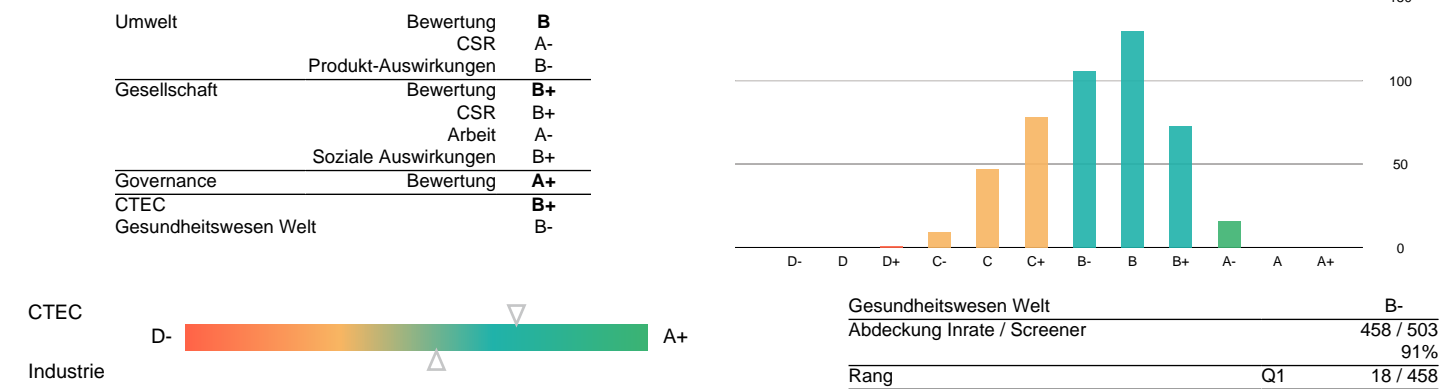 Umwelt Bewertung B
CSR A-
Produkt-Auswirkungen B-
Gesellschaft Bewertung B+
CSR B+
Arbeit A-
Soziale Auswirkungen B+
Governance Bewertung A+
CTEC B+
Gesundheitswesen Welt B-
100
50
0
D- D D+ C- C C+ B- B B+ A- A A+
CTEC
D- A+
Industrie
Gesundheitswesen Welt B-
Abdeckung Inrate / Screener 458 / 503
91%
Rang Q1 18 / 458